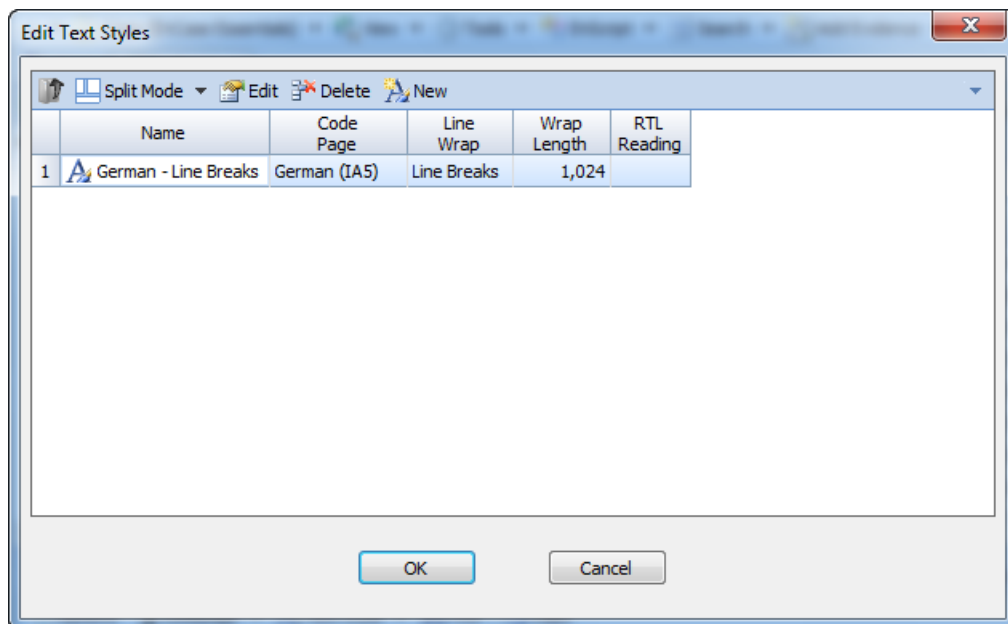 Edit Text Styles
Split Mode Edit Delete New
Name Code Page Line Wrap Wrap Length RTL Reading
1 German - Line Breaks German (IA5) Line Breaks 1,024
OK Cancel